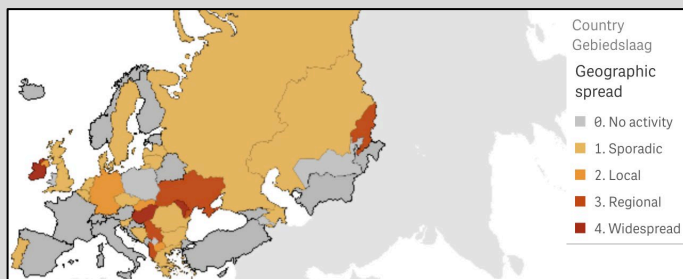 Country
Gebiedslaag
Geographic
spread
0. No activity
1. Sporadic
2. Local
3. Regional
4. Widespread